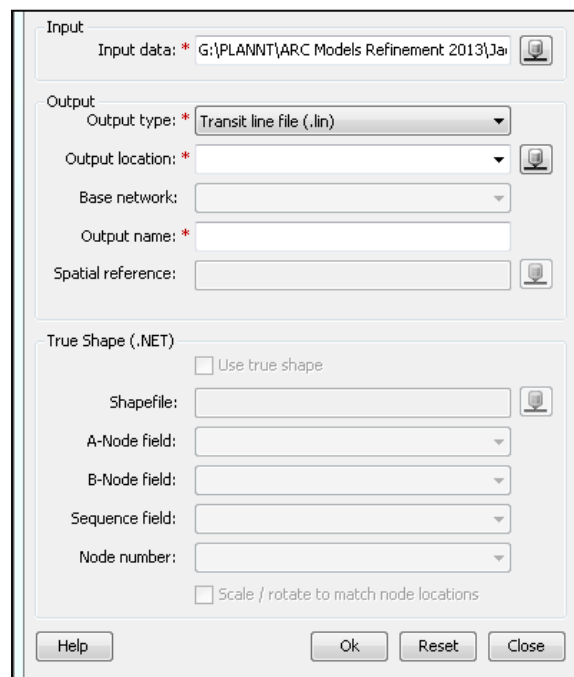 Input
Input data: * G:\PLANNT\ARC Models Refinement 2013\Ja
Output
Output type: * Transit line file (.lin)
Output location: *
Base network:
Output name: *
Spatial reference:
True Shape (.NET)
Use true shape
Shapefile:
A-Node field:
B-Node field:
Sequence field:
Node number:
Scale / rotate to match node locations
Help
Ok
Reset
Close